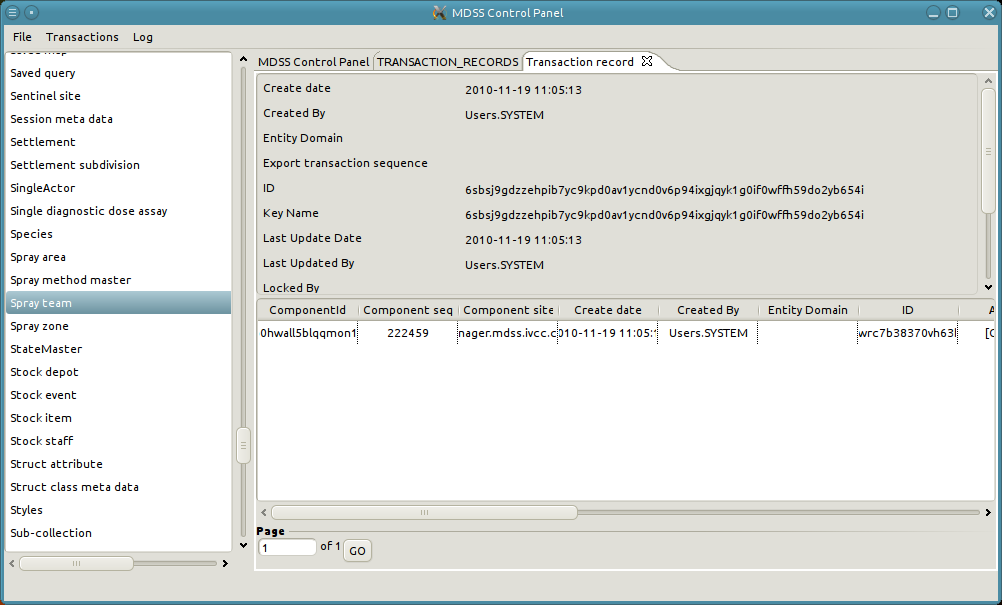 MDSS Control Panel
File Transactions Log
Saved query
Sentinel site
Session meta data
Settlement
Settlement subdivision
SingleActor
Single diagnostic dose assay
Species
Spray area
Spray method master
Spray team
Spray zone
StateMaster
Stock depot
Stock event
Stock item
Stock staff
Struct attribute
Struct class meta data
Styles
Sub-collection
MDSS Control Panel TRANSACTION_RECORDS Transaction record
Create date 2010-11-19 11:05:13
Created By Users.SYSTEM
Entity Domain
Export transaction sequence
ID 6sbsj9gdzzehpib7yc9kpd0av1ycnd0v6p94ixgjqyk1g0if0wffh59do2yb654i
Key Name 6sbsj9gdzzehpib7yc9kpd0av1ycnd0v6p94ixgjqyk1g0if0wffh59do2yb654i
Last Update Date 2010-11-19 11:05:13
Last Updated By Users.SYSTEM
Locked By
ComponentId Component seq Component site Create date Created By Entity Domain ID A
0hwall5blqqmon1 222459 nager.mdss.ivcc.c 010-11-19 11:05: Users.SYSTEM wrc7b38370vh63l
Page
1 of 1 GO